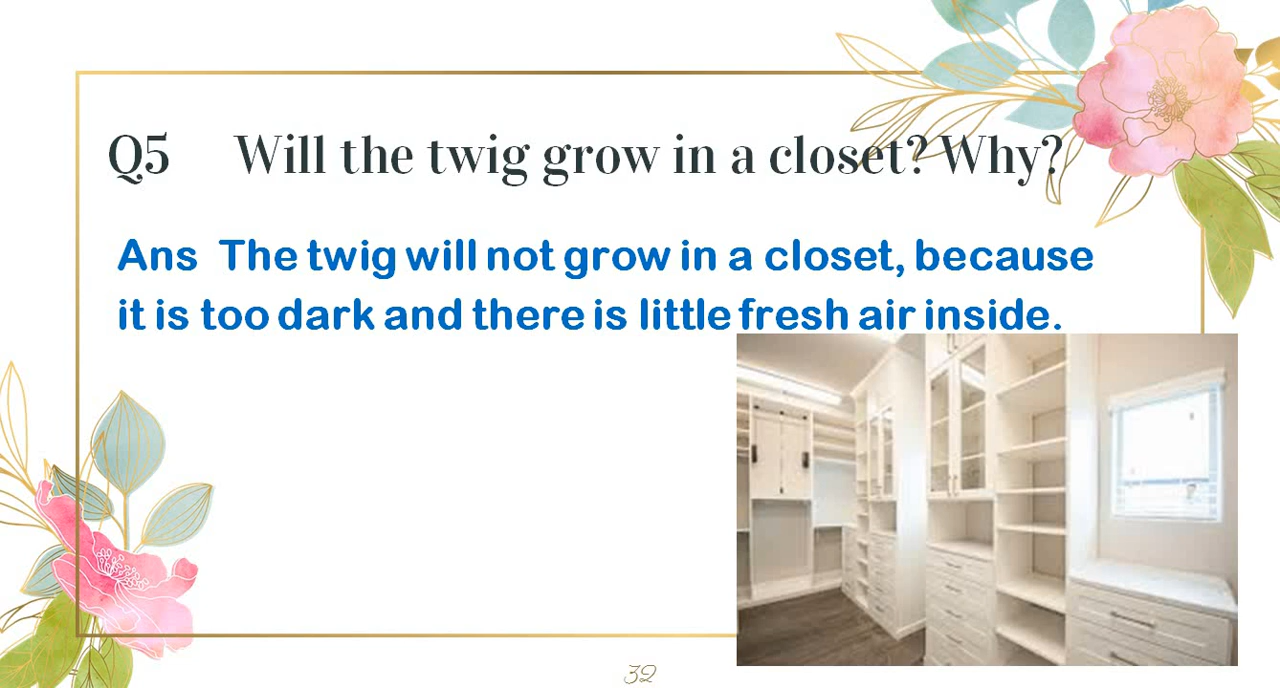 Q5 Will the twig grow in a closet? Why?
Ans The twig will not grow in a closet, because
it is too dark and there is little fresh air inside.
32